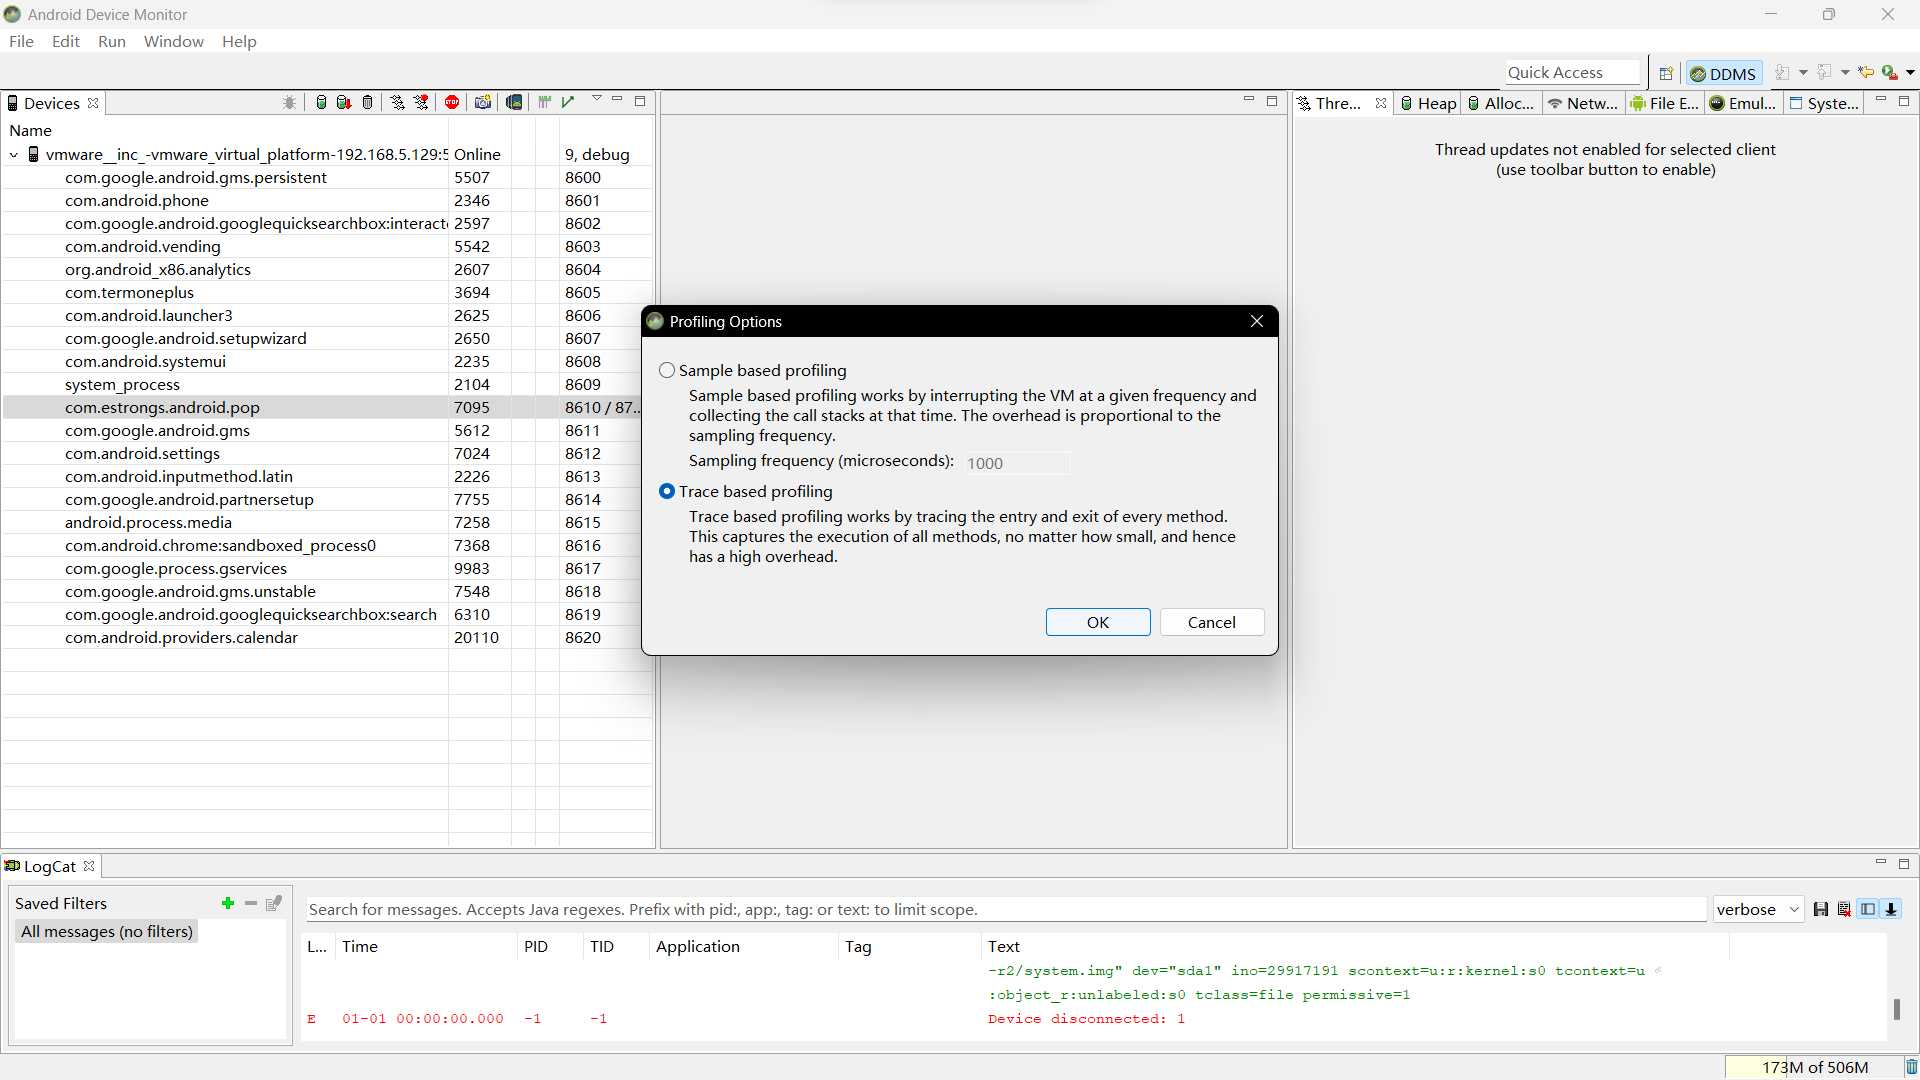 Android Device Monitor
File Edit Run Window Help
Quick Access
DDMS
Devices
Thre... Heap Alloc... Netw... File E... Emul... Syste...
Name
vmware__inc_-vmware_virtual_platform-192.168.5.129:5 Online 9, debug
com.google.android.gms.persistent 5507 8600
com.android.phone 2346 8601
com.google.android.googlequicksearchbox:interact 2597 8602
com.android.vending 5542 8603
org.android_x86.analytics 2607 8604
com.termoneplus 3694 8605
com.android.launcher3 2625 8606
com.google.android.setupwizard 2650 8607
com.android.systemui 2235 8608
system_process 2104 8609
com.estrongs.android.pop 7095 8610 / 87...
com.google.android.gms 5612 8611
com.android.settings 7024 8612
com.android.inputmethod.latin 2226 8613
com.google.android.partnersetup 7755 8614
android.process.media 7258 8615
com.android.chrome:sandboxed_process0 7368 8616
com.google.process.gservices 9983 8617
com.google.android.gms.unstable 7548 8618
com.google.android.googlequicksearchbox:search 6310 8619
com.android.providers.calendar 20110 8620
Thread updates not enabled for selected client
(use toolbar button to enable)
Profiling Options
Sample based profiling
Sample based profiling works by interrupting the VM at a given frequency and
collecting the call stacks at that time. The overhead is proportional to the
sampling frequency.
Sampling frequency (microseconds): 1000
Trace based profiling
Trace based profiling works by tracing the entry and exit of every method.
This captures the execution of all methods, no matter how small, and hence
has a high overhead.
OK Cancel
LogCat
Saved Filters
All messages (no filters)
Search for messages. Accepts Java regexes. Prefix with pid:, app:, tag: or text: to limit scope.
verbose
L... Time PID TID Application Tag Text
-r2/system.img" dev="sda1" ino=29917191 scontext=u:r:kernel:s0 tcontext=u
:object_r:unlabeled:s0 tclass=file permissive=1
E 01-01 00:00:00.000 -1 -1 Device disconnected: 1
173M of 506M